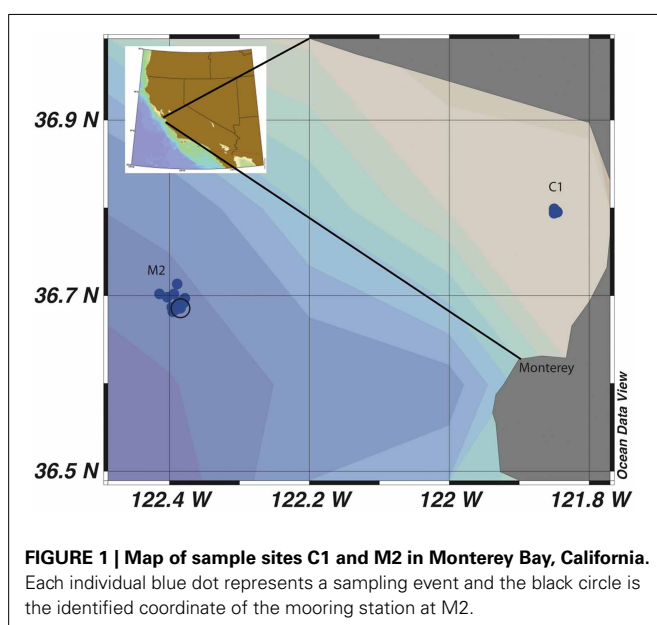 36.9 N
36.7 N
36.5 N
C1
M2
Monterey
Ocean Data View
122.4 W
122.2 W
122 W
121.8 W
FIGURE 1 | Map of sample sites C1 and M2 in Monterey Bay, California.
Each individual blue dot represents a sampling event and the black circle is
the identified coordinate of the mooring station at M2.